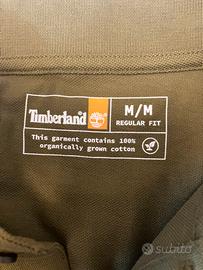 Timberland
M/M
REGULAR FIT
This garment contains 100%
organically grown cotton
subito